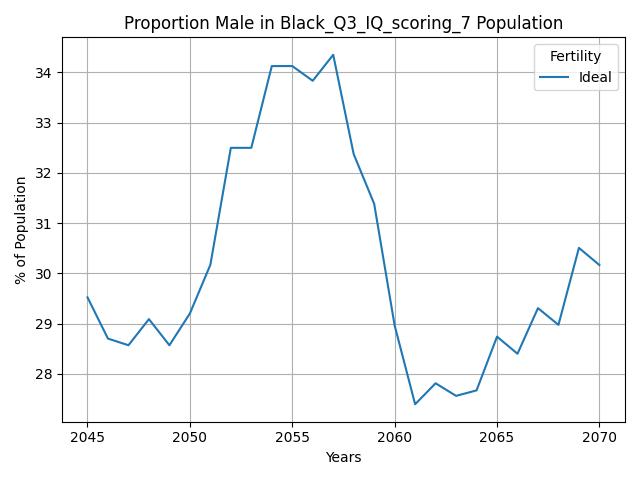 Proportion Male in Black_Q3_IQ_scoring_7 Population
Fertility
Ideal
% of Population
34
33
32
31
30
29
28
2045 2050 2055 2060 2065 2070
Years